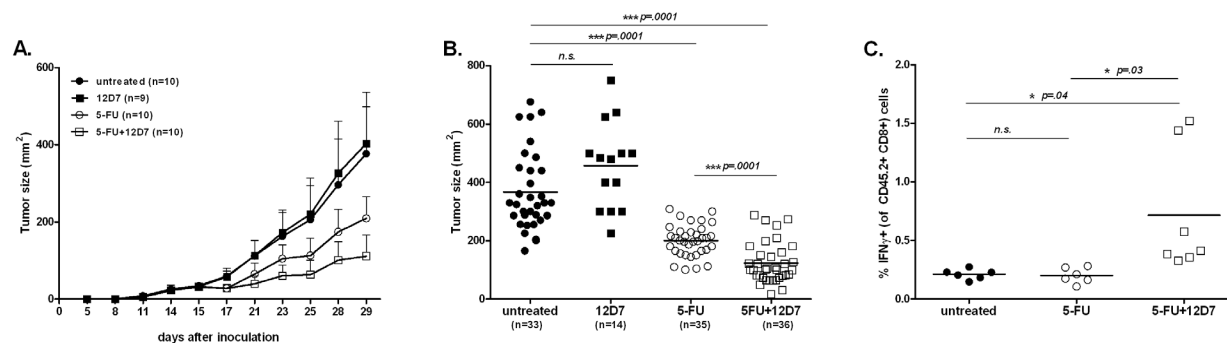 A.
Tumor size (mm2)
600
400
200
0
untreated (n=10)
12D7 (n=9)
5-FU (n=10)
5-FU+12D7 (n=10)
0 5 8 11 14 15 17 21 23 25 28 29
days after inoculation
B.
Tumor size (mm2)
800
600
400
200
0
*** p=.0001
*** p=.0001
n.s.
*** p=.0001
untreated 12D7 5-FU 5FU+12D7
(n=33) (n=14) (n=35) (n=36)
C.
% IFNγ+ (of CD45.2+ CD8+) cells
2.0
1.5
1.0
0.5
0.0
* p=.03
* p=.04
n.s.
untreated 5-FU 5-FU+12D7